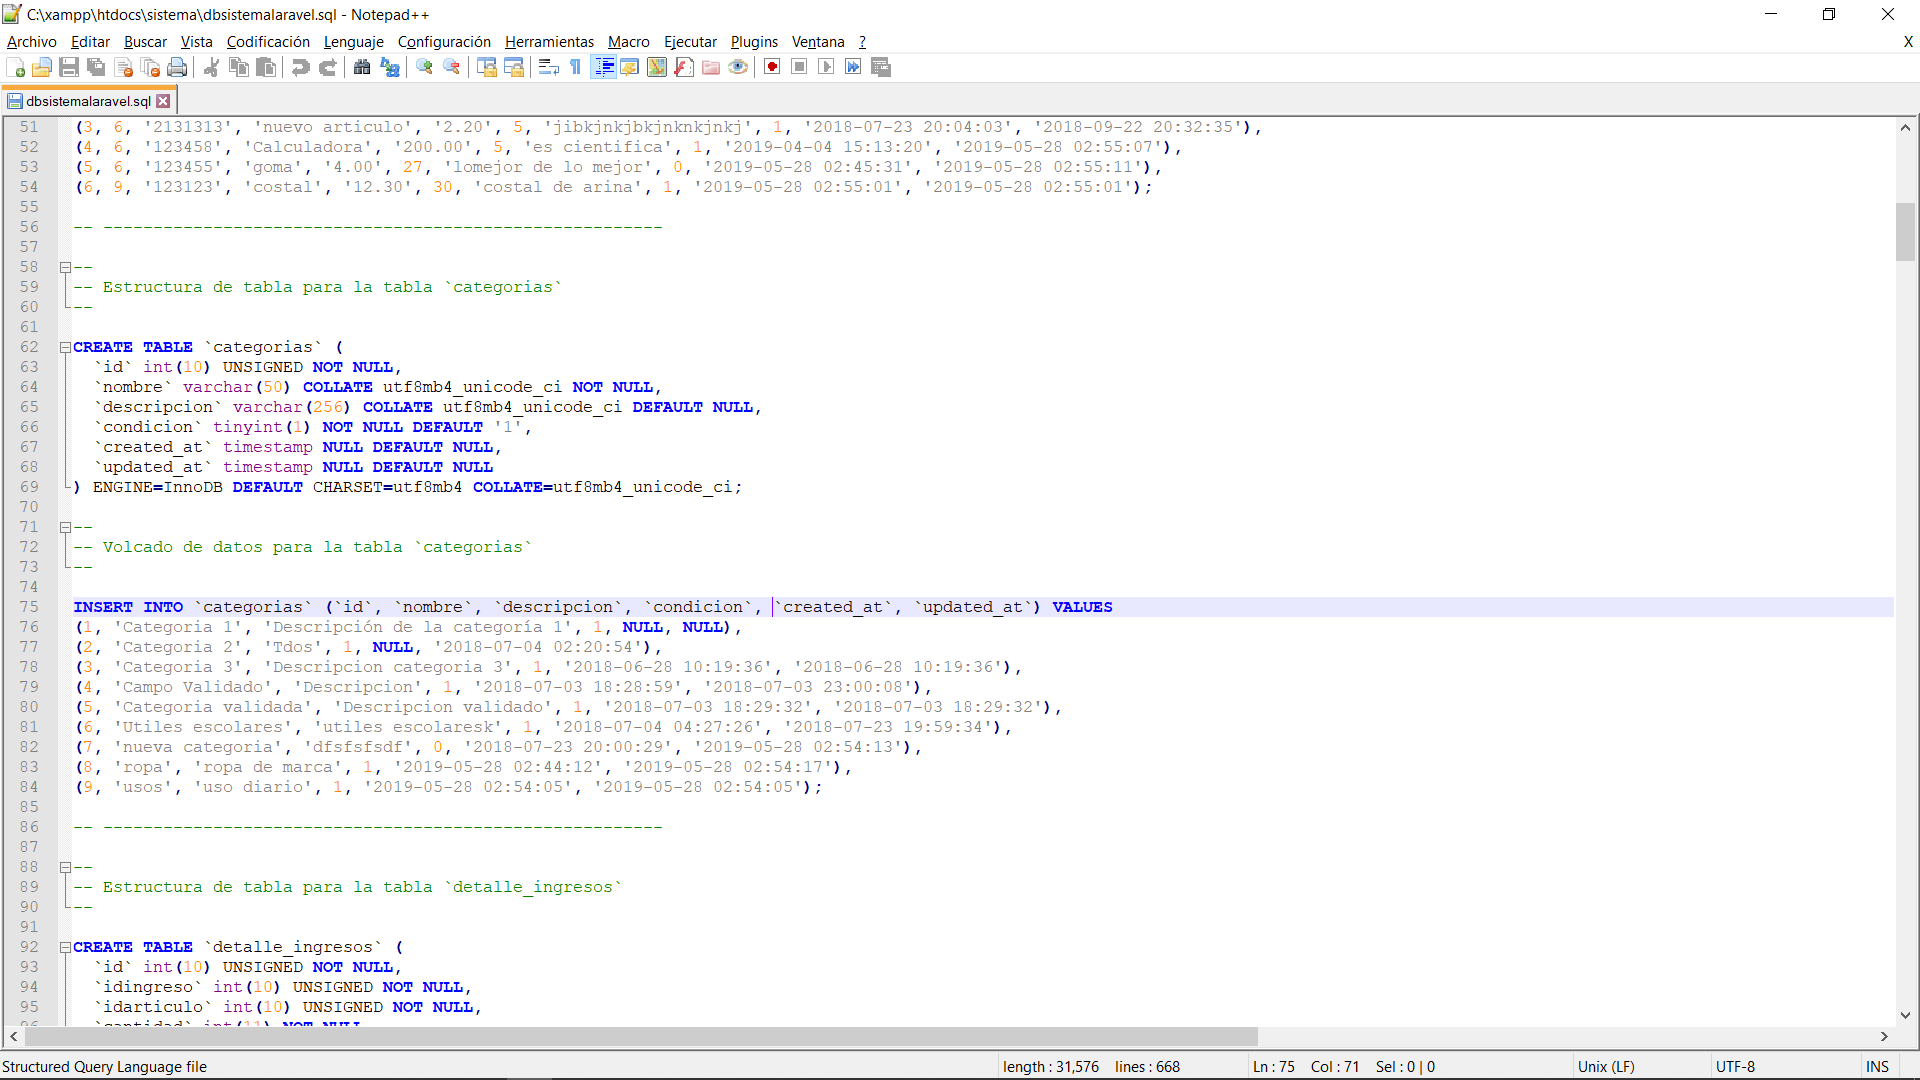 C:\xampp\htdocs\sistema\dbsistemalaravel.sql - Notepad++
Archivo Editar Buscar Vista Codificación Lenguaje Configuración Herramientas Macro Ejecutar Plugins Ventana ? X
dbsistemalaravel.sql
51 (3, 6, '2131313', 'nuevo articulo', '2.20', 5, 'jibkjnkjbkjnknkjnkj', 1, '2018-07-23 20:04:03', '2018-09-22 20:32:35'),
52 (4, 6, '123458', 'Calculadora', '200.00', 5, 'es cientifica', 1, '2019-04-04 15:13:20', '2019-05-28 02:55:07'),
53 (5, 6, '123455', 'goma', '4.00', 27, 'lomejor de lo mejor', 0, '2019-05-28 02:45:31', '2019-05-28 02:55:11'),
54 (6, 9, '123123', 'costal', '12.30', 30, 'costal de arina', 1, '2019-05-28 02:55:01', '2019-05-28 02:55:01');
55
56 -- --------------------------------------------------------
57
58 --
59 -- Estructura de tabla para la tabla `categorias`
60 --
61
62 CREATE TABLE `categorias` (
63 `id` int(10) UNSIGNED NOT NULL,
64 `nombre` varchar(50) COLLATE utf8mb4_unicode_ci NOT NULL,
65 `descripcion` varchar(256) COLLATE utf8mb4_unicode_ci DEFAULT NULL,
66 `condicion` tinyint(1) NOT NULL DEFAULT '1',
67 `created_at` timestamp NULL DEFAULT NULL,
68 `updated_at` timestamp NULL DEFAULT NULL
69 ) ENGINE=InnoDB DEFAULT CHARSET=utf8mb4 COLLATE=utf8mb4_unicode_ci;
70
71 --
72 -- Volcado de datos para la tabla `categorias`
73 --
74
75 INSERT INTO `categorias` (`id`, `nombre`, `descripcion`, `condicion`, `created_at`, `updated_at`) VALUES
76 (1, 'Categoria 1', 'Descripción de la categoría 1', 1, NULL, NULL),
77 (2, 'Categoria 2', 'Tdos', 1, NULL, '2018-07-04 02:20:54'),
78 (3, 'Categoria 3', 'Descripcion categoria 3', 1, '2018-06-28 10:19:36', '2018-06-28 10:19:36'),
79 (4, 'Campo Validado', 'Descripcion', 1, '2018-07-03 18:28:59', '2018-07-03 23:00:08'),
80 (5, 'Categoria validada', 'Descripcion validado', 1, '2018-07-03 18:29:32', '2018-07-03 18:29:32'),
81 (6, 'Utiles escolares', 'utiles escolaresk', 1, '2018-07-04 04:27:26', '2018-07-23 19:59:34'),
82 (7, 'nueva categoria', 'dfsfsfsdf', 0, '2018-07-23 20:00:29', '2019-05-28 02:54:13'),
83 (8, 'ropa', 'ropa de marca', 1, '2019-05-28 02:44:12', '2019-05-28 02:54:17'),
84 (9, 'usos', 'uso diario', 1, '2019-05-28 02:54:05', '2019-05-28 02:54:05');
85
86 -- --------------------------------------------------------
87
88 --
89 -- Estructura de tabla para la tabla `detalle_ingresos`
90 --
91
92 CREATE TABLE `detalle_ingresos` (
93 `id` int(10) UNSIGNED NOT NULL,
94 `idingreso` int(10) UNSIGNED NOT NULL,
95 `idarticulo` int(10) UNSIGNED NOT NULL,
96 `cantidad` int(11) NOT NULL
Structured Query Language file length : 31,576 lines : 668 Ln : 75 Col : 71 Sel : 0 | 0 Unix (LF) UTF-8 INS